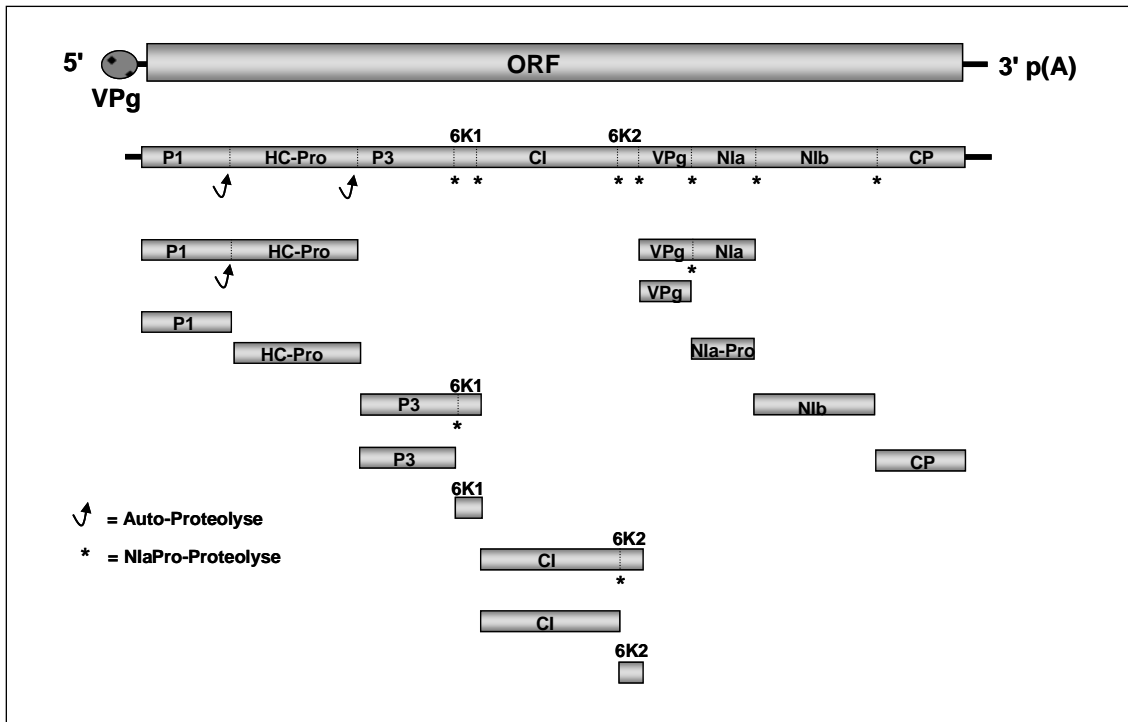 5' ORF 3' p(A)
VPg
6K1 6K2
P1 HC-Pro P3 CI VPg NIa NIb CP
* * * * * * *
P1 HC-Pro VPg NIa
*
VPg
P1
HC-Pro NIa-Pro
6K1
P3 NIb
*
P3 CP
6K1
= Auto-Proteolyse
6K2
* = NIaPro-Proteolyse CI
*
CI
6K2